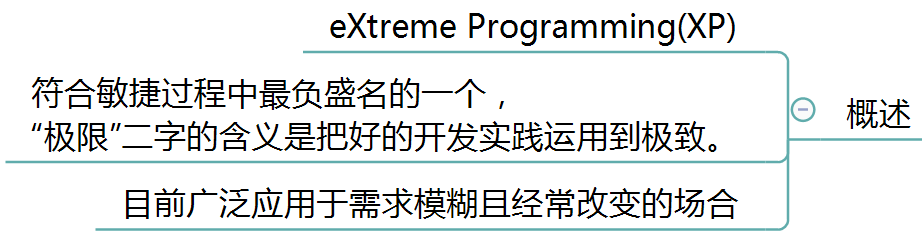 eXtreme Programming(XP)
符合敏捷过程中最负盛名的一个，
“极限”二字的含义是把好的开发实践运用到极致。
概述
目前广泛应用于需求模糊且经常改变的场合